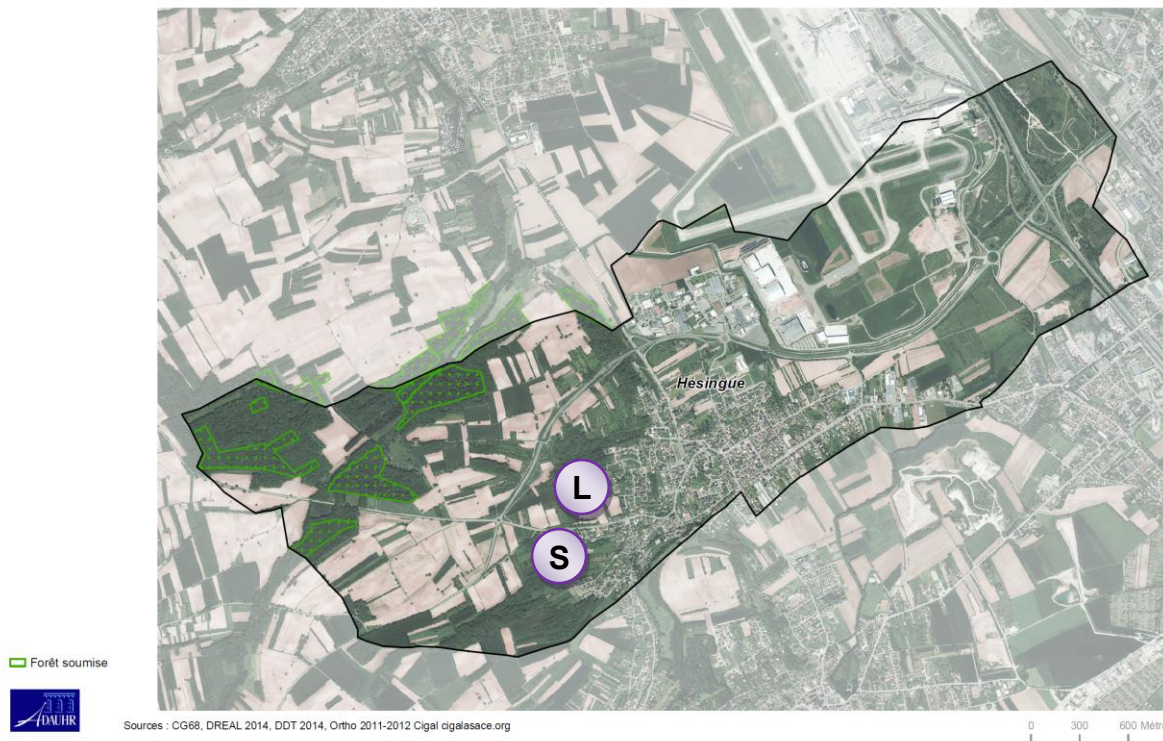 Hésingue
L
S
Forêt soumise
ADAUHR
Sources : CG68, DREAL 2014, DDT 2014, Ortho 2011-2012 Cigal cigalasace.org
0 300 600 Mètr